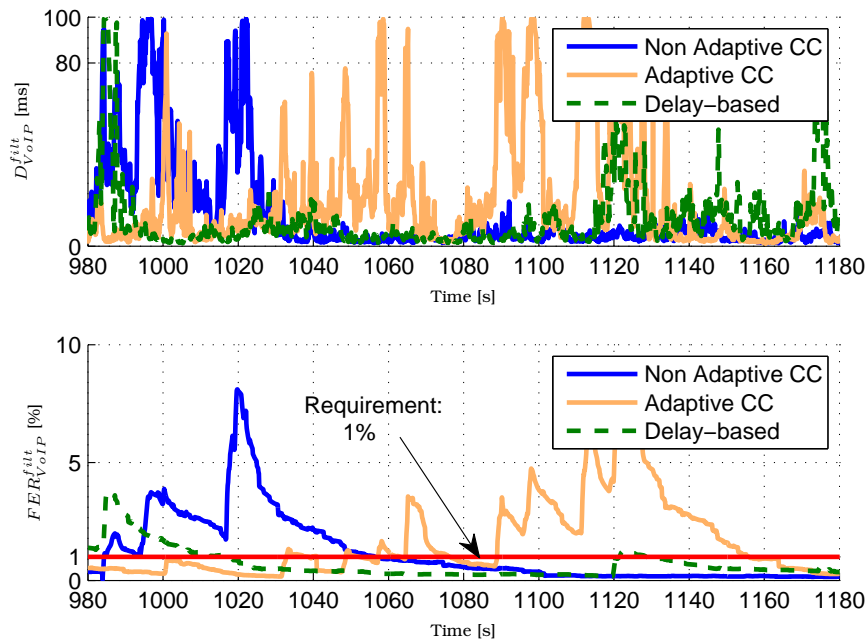 100
80
0
D^{filt}_{VoIP} [ms]
980 1000 1020 1040 1060 1080 1100 1120 1140 1160 1180
Time [s]
Non Adaptive CC
Adaptive CC
Delay−based
10
5
1
0
FER^{filt}_{VoIP} [%]
Requirement:
1%
Non Adaptive CC
Adaptive CC
Delay−based
980 1000 1020 1040 1060 1080 1100 1120 1140 1160 1180
Time [s]